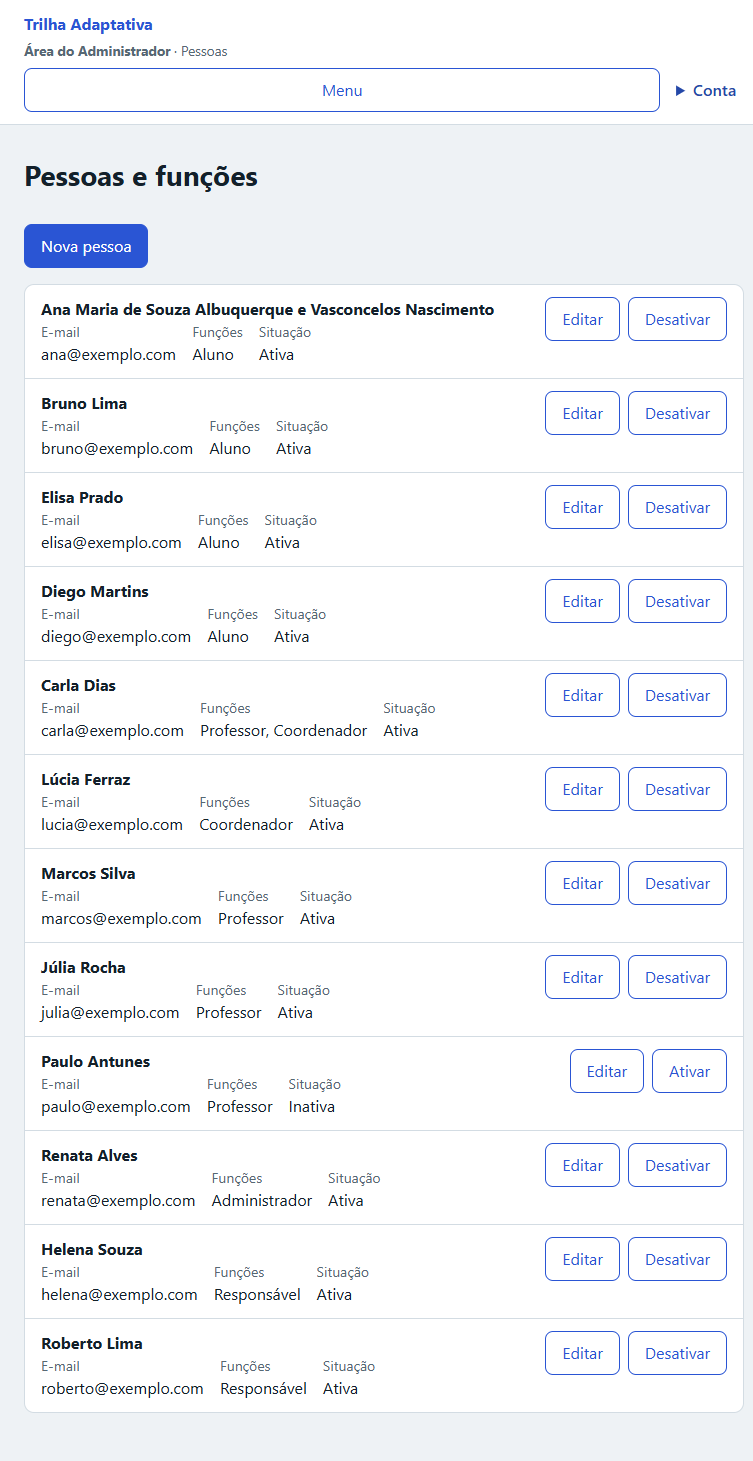 Trilha Adaptativa
Área do Administrador · Pessoas
Menu
▶ Conta
Pessoas e funções
Nova pessoa
Ana Maria de Souza Albuquerque e Vasconcelos Nascimento
E-mail Funções Situação
ana@exemplo.com Aluno Ativa
Editar Desativar
Bruno Lima
E-mail Funções Situação
bruno@exemplo.com Aluno Ativa
Editar Desativar
Elisa Prado
E-mail Funções Situação
elisa@exemplo.com Aluno Ativa
Editar Desativar
Diego Martins
E-mail Funções Situação
diego@exemplo.com Aluno Ativa
Editar Desativar
Carla Dias
E-mail Funções Situação
carla@exemplo.com Professor, Coordenador Ativa
Editar Desativar
Lúcia Ferraz
E-mail Funções Situação
lucia@exemplo.com Coordenador Ativa
Editar Desativar
Marcos Silva
E-mail Funções Situação
marcos@exemplo.com Professor Ativa
Editar Desativar
Júlia Rocha
E-mail Funções Situação
julia@exemplo.com Professor Ativa
Editar Desativar
Paulo Antunes
E-mail Funções Situação
paulo@exemplo.com Professor Inativa
Editar Ativar
Renata Alves
E-mail Funções Situação
renata@exemplo.com Administrador Ativa
Editar Desativar
Helena Souza
E-mail Funções Situação
helena@exemplo.com Responsável Ativa
Editar Desativar
Roberto Lima
E-mail Funções Situação
roberto@exemplo.com Responsável Ativa
Editar Desativar